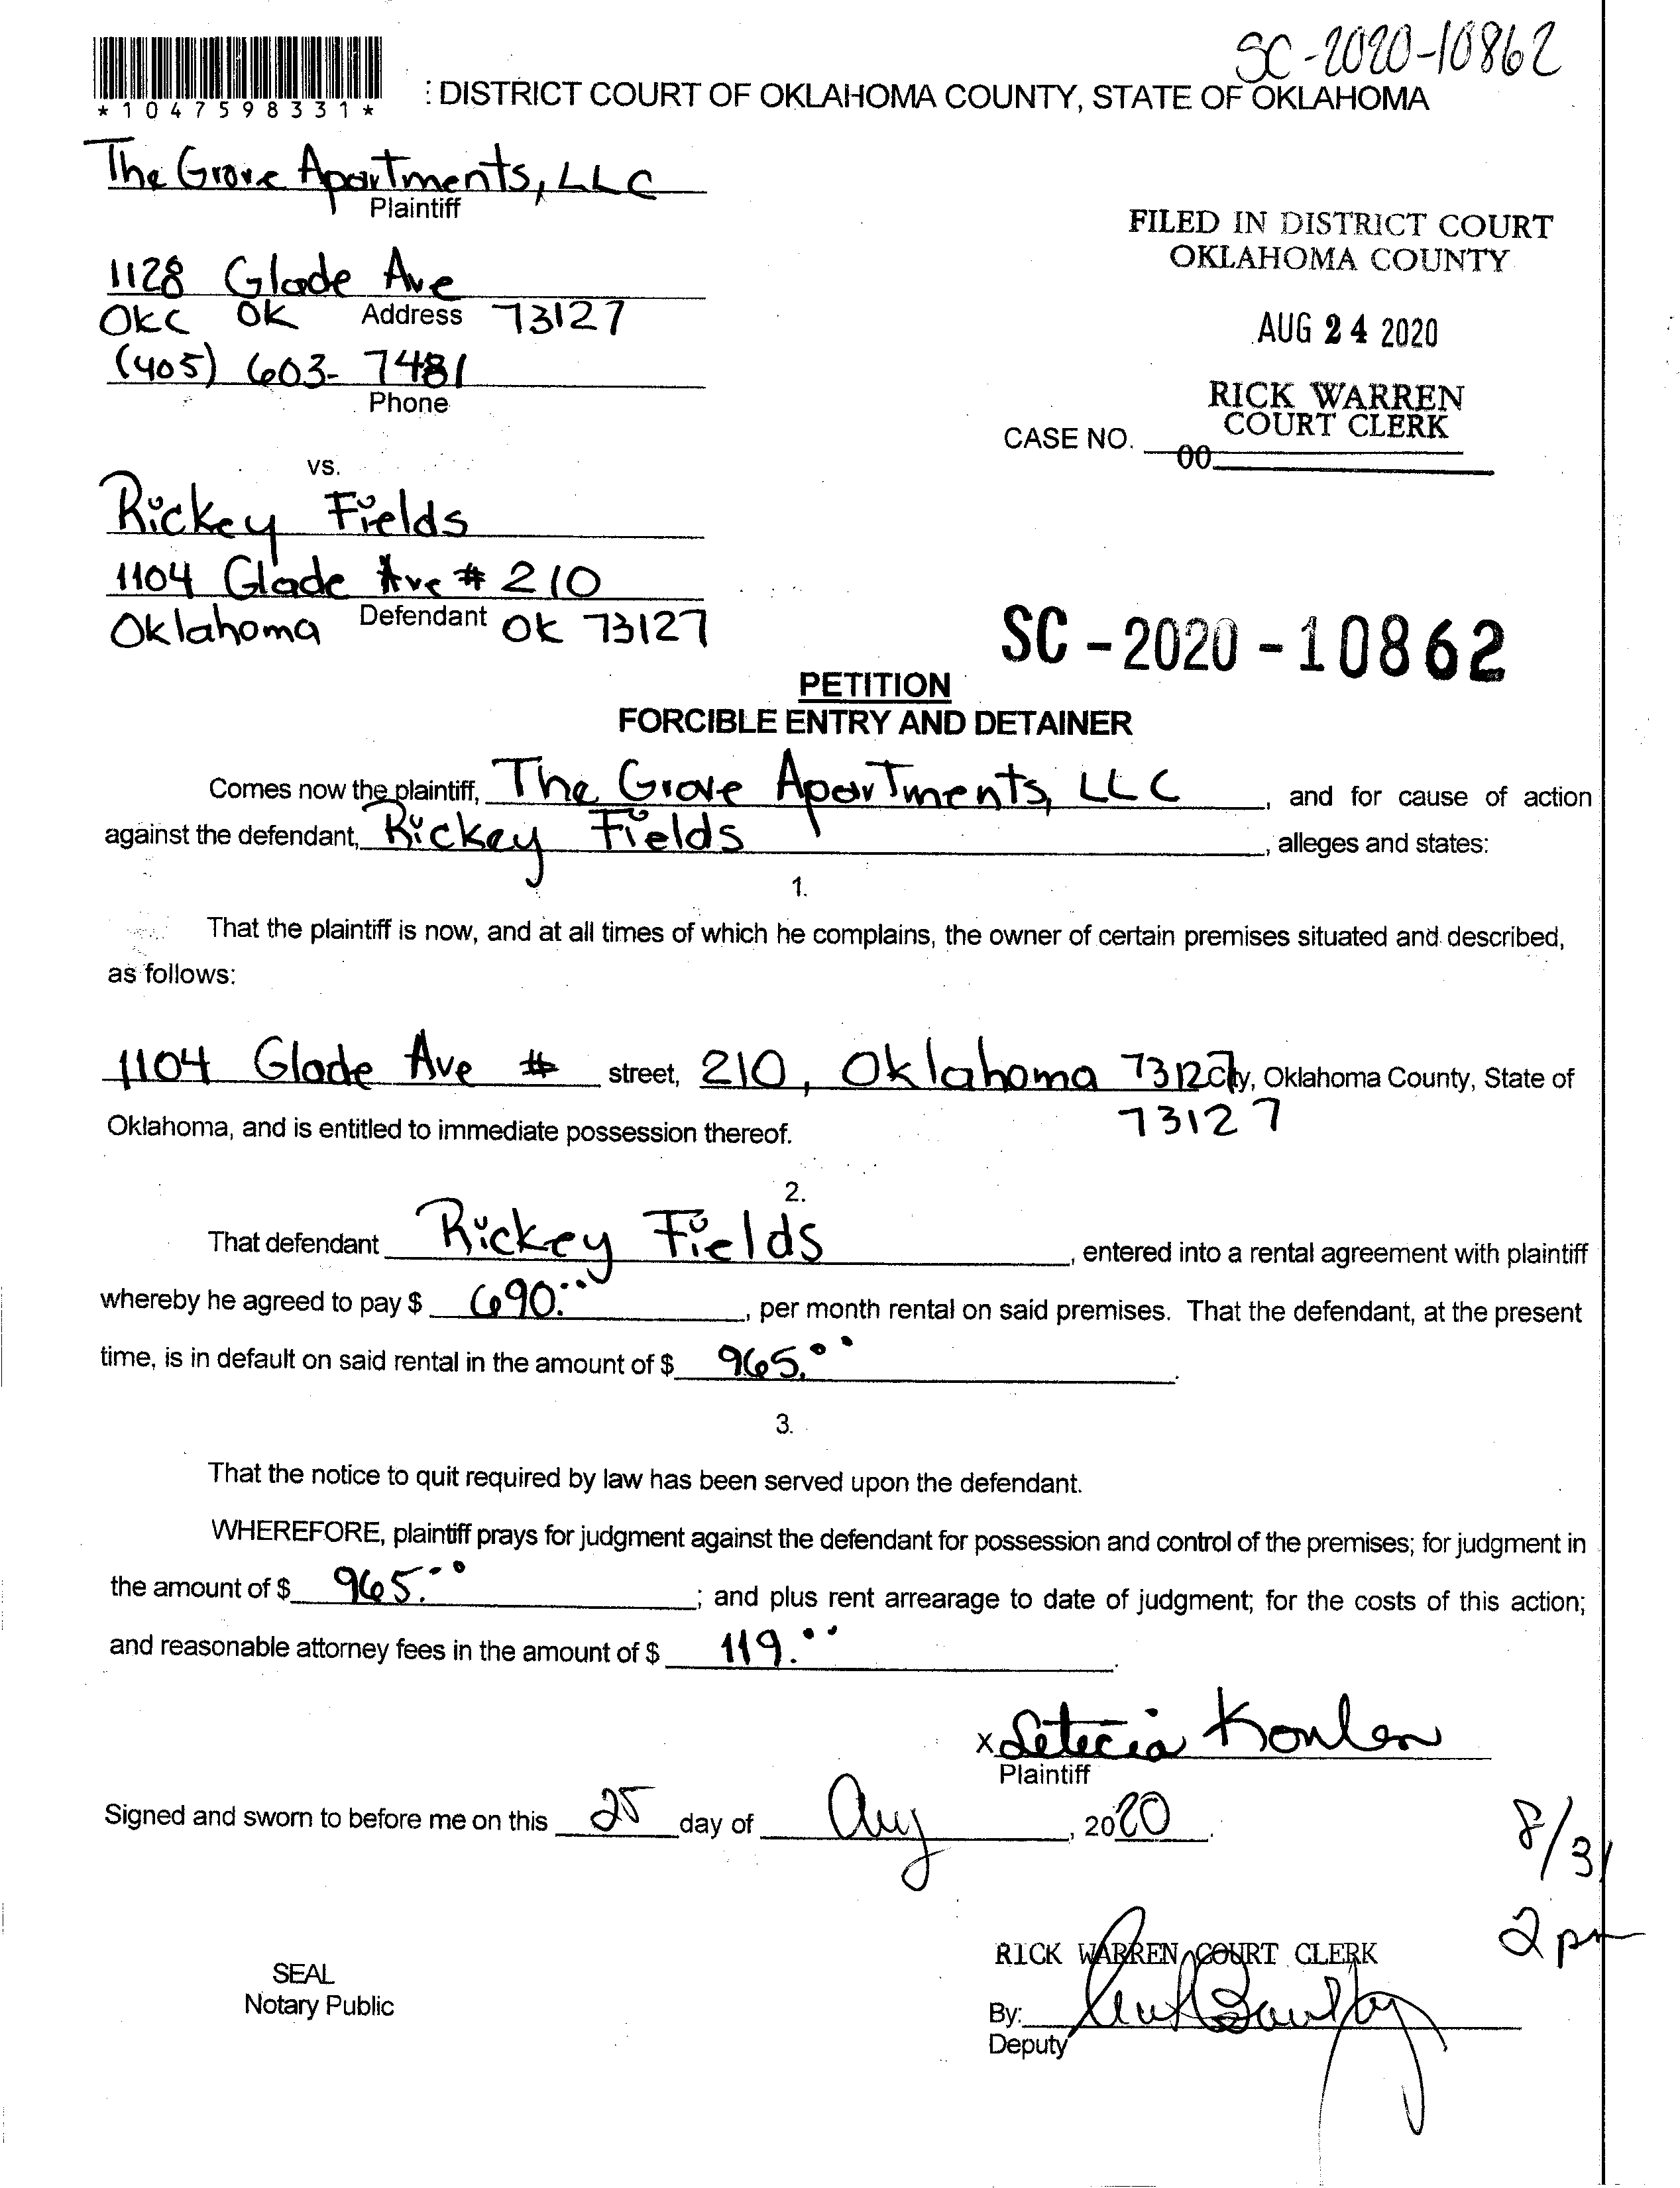 SC-2020-10862
*1047598331*
: DISTRICT COURT OF OKLAHOMA COUNTY, STATE OF OKLAHOMA
The Grove Apartments, LLC
Plaintiff
FILED IN DISTRICT COURT
OKLAHOMA COUNTY
1128 Glade Ave
OKC OK Address 73127
AUG 24 2020
(405) 603-7481
Phone
RICK WARREN
COURT CLERK
CASE NO. 00
vs.
Rickey Fields
1104 Glade Ave # 210
Oklahoma Defendant OK 73127
SC-2020-10862
PETITION
FORCIBLE ENTRY AND DETAINER
Comes now the plaintiff, The Grove Apartments, LLC, and for cause of action
against the defendant, Rickey Fields, alleges and states:
1.
That the plaintiff is now, and at all times of which he complains, the owner of certain premises situated and described,
as follows:
1104 Glade Ave # street, 210, Oklahoma 73127 City, Oklahoma County, State of
73127
Oklahoma, and is entitled to immediate possession thereof.
2.
That defendant Rickey Fields, entered into a rental agreement with plaintiff
whereby he agreed to pay $ 690.00, per month rental on said premises. That the defendant, at the present
time, is in default on said rental in the amount of $ 965.00.
3.
That the notice to quit required by law has been served upon the defendant.
WHEREFORE, plaintiff prays for judgment against the defendant for possession and control of the premises; for judgment in
the amount of $ 965.00; and plus rent arrearage to date of judgment; for the costs of this action;
and reasonable attorney fees in the amount of $ 119.00.
X Letecia
Plaintiff
Signed and sworn to before me on this 25 day of Aug, 2020.
8/31
2 pm
RICK WARREN COURT CLERK
SEAL
Notary Public
By:
Deputy